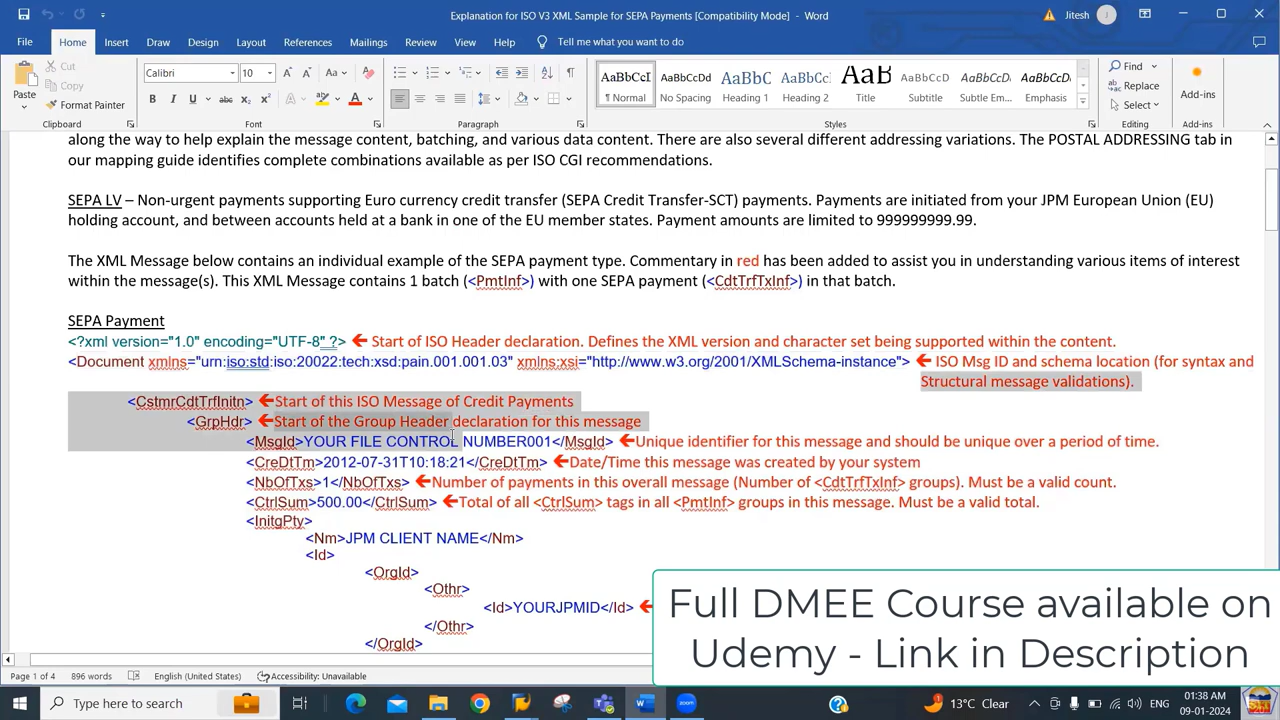 Explanation for ISO V3 XML Sample for SEPA Payments [Compatibility Mode] - Word
Jitesh J
File Home Insert Draw Design Layout References Mailings Review View Help Tell me what you want to do
Paste Cut Copy Format Painter
Calibri 10
AaBbCcI AaBbCcDd AaBbCc AaBbCc AaB AaBbCcD AaBbCcDı AaBbCcDı
¶ Normal No Spacing Heading 1 Heading 2 Title Subtitle Subtle Em... Emphasis
Find Replace Select
Add-ins
Clipboard Font Paragraph Styles Editing Add-ins
along the way to help explain the message content, batching, and various data content. There are also several different addressing variations. The POSTAL ADDRESSING tab in
our mapping guide identifies complete combinations available as per ISO CGI recommendations.
SEPA LV – Non-urgent payments supporting Euro currency credit transfer (SEPA Credit Transfer-SCT) payments. Payments are initiated from your JPM European Union (EU)
holding account, and between accounts held at a bank in one of the EU member states. Payment amounts are limited to 999999999.99.
The XML Message below contains an individual example of the SEPA payment type. Commentary in red has been added to assist you in understanding various items of interest
within the message(s). This XML Message contains 1 batch (<PmtInf>) with one SEPA payment (<CdtTrfTxInf>) in that batch.
SEPA Payment
<?xml version="1.0" encoding="UTF-8" ?> 🡸 Start of ISO Header declaration. Defines the XML version and character set being supported within the content.
<Document xmlns="urn:iso:std:iso:20022:tech:xsd:pain.001.001.03" xmlns:xsi="http://www.w3.org/2001/XMLSchema-instance"> 🡸 ISO Msg ID and schema location (for syntax and
Structural message validations).
<CstmrCdtTrfInitn> 🡸Start of this ISO Message of Credit Payments
<GrpHdr> 🡸Start of the Group Header declaration for this message
<MsgId>YOUR FILE CONTROL NUMBER001</MsgId> 🡸Unique identifier for this message and should be unique over a period of time.
<CreDtTm>2012-07-31T10:18:21</CreDtTm> 🡸Date/Time this message was created by your system
<NbOfTxs>1</NbOfTxs> 🡸Number of payments in this overall message (Number of <CdtTrfTxInf> groups). Must be a valid count.
<CtrlSum>500.00</CtrlSum> 🡸Total of all <CtrlSum> tags in all <PmtInf> groups in this message. Must be a valid total.
<InitgPty>
<Nm>JPM CLIENT NAME</Nm>
<Id>
<OrgId>
<Othr>
<Id>YOURJPMID</Id> 🡸
</Othr>
</OrgId>
Full DMEE Course available on
Udemy - Link in Description
Page 1 of 4 896 words English (United States) Accessibility: Unavailable
Type here to search
13°C Clear ENG 01:38 AM
09-01-2024